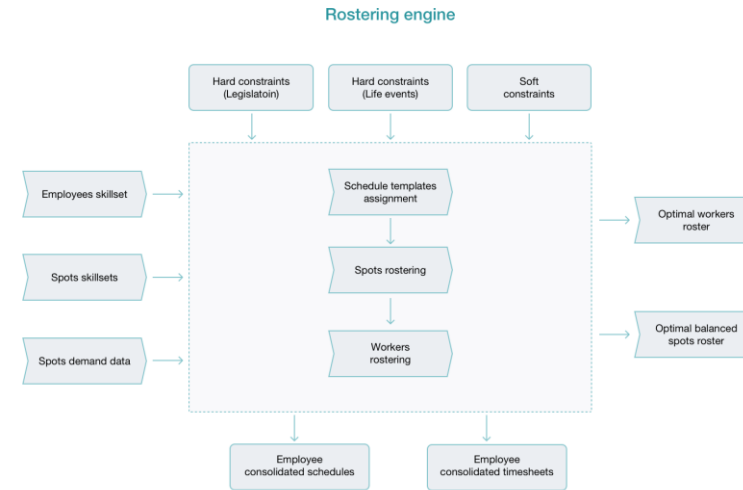 Rostering engine
Hard constraints
(Legislatoin)
Hard constraints
(Life events)
Soft
constraints
Employees skillset
Schedule templates
assignment
Optimal workers
roster
Spots skillsets
Spots rostering
Optimal balanced
spots roster
Spots demand data
Workers
rostering
Employee
consolidated schedules
Employee
consolidated timesheets